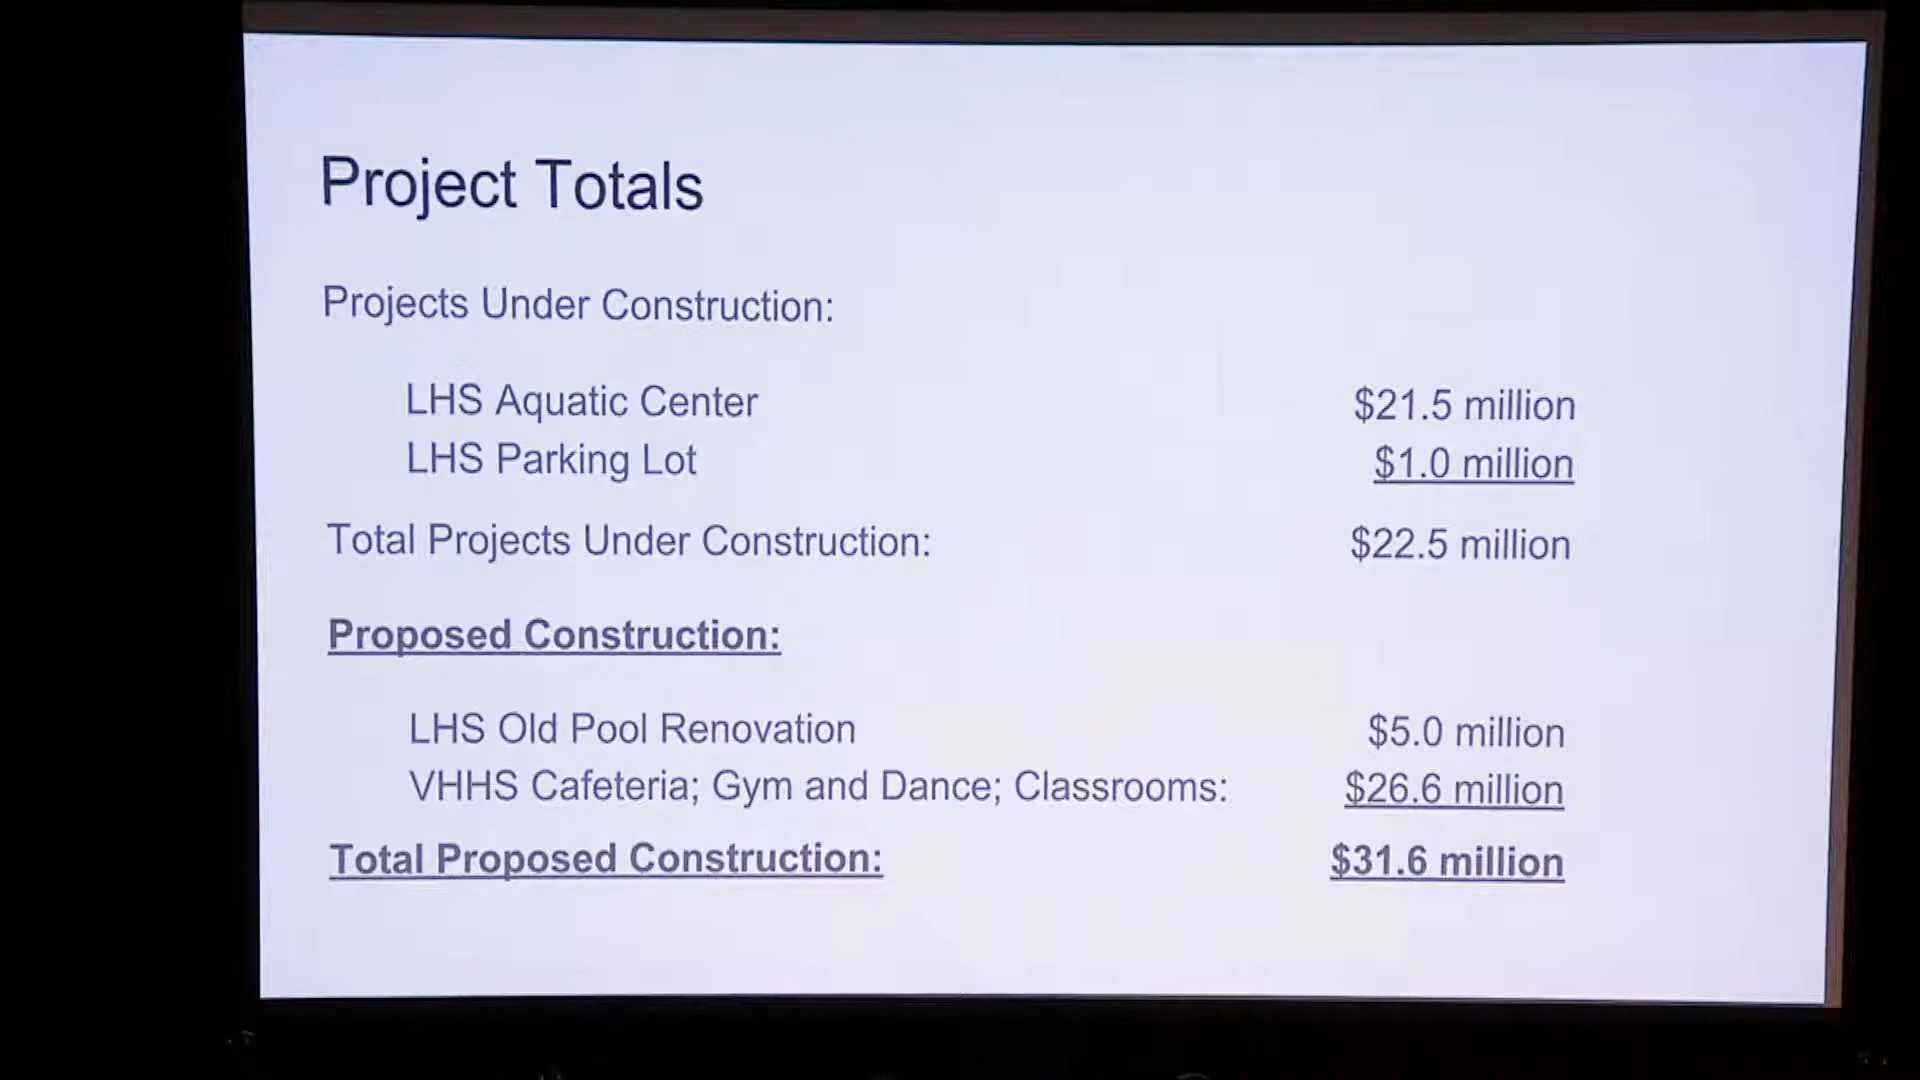 Project Totals
Projects Under Construction:
LHS Aquatic Center $21.5 million
LHS Parking Lot $1.0 million
Total Projects Under Construction: $22.5 million
Proposed Construction:
LHS Old Pool Renovation $5.0 million
VHHS Cafeteria; Gym and Dance; Classrooms: $26.6 million
Total Proposed Construction: $31.6 million